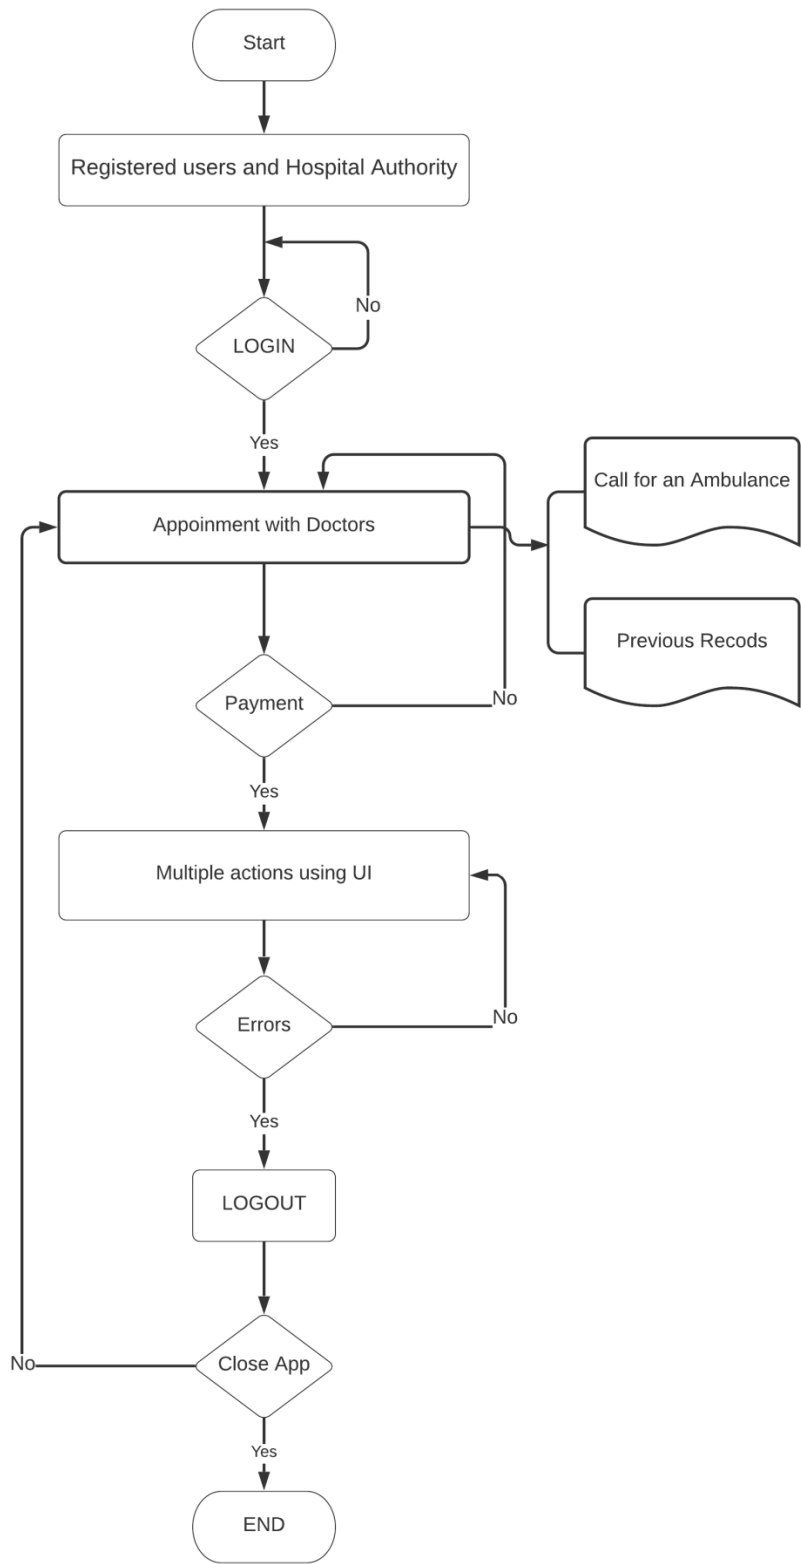 Start
Registered users and Hospital Authority
No
LOGIN
Yes
Call for an Ambulance
Appoinment with Doctors
Previous Recods
Payment
No
Yes
Multiple actions using UI
No
Errors
Yes
LOGOUT
Close App
No
Yes
END